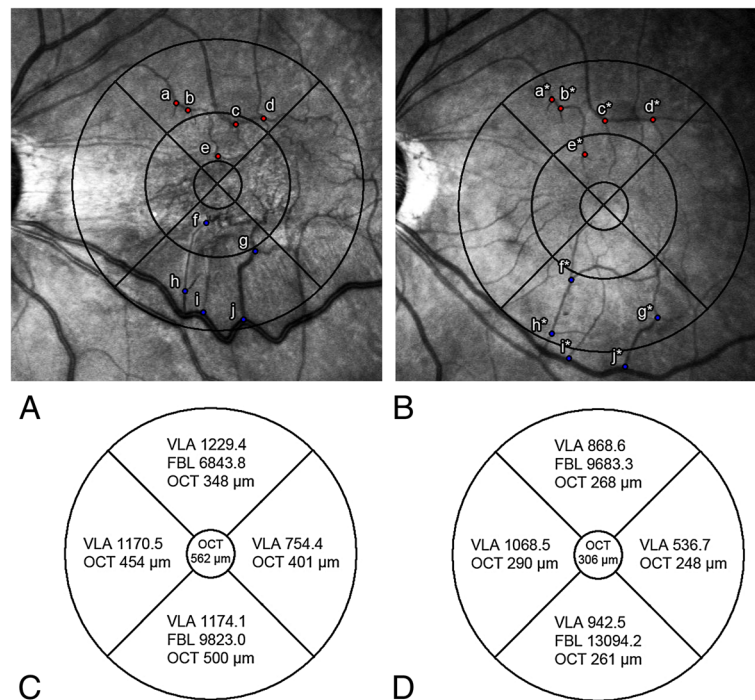 a b c d
e
f
g
h
i
j
a* b* c* d*
e*
f*
g*
h*
i*
j*
A
B
VLA 1229.4
FBL 6843.8
OCT 348 µm
VLA 1170.5
OCT 454 µm
OCT
562 µm
VLA 754.4
OCT 401 µm
VLA 1174.1
FBL 9823.0
OCT 500 µm
C
VLA 868.6
FBL 9683.3
OCT 268 µm
VLA 1068.5
OCT 290 µm
OCT
306 µm
VLA 536.7
OCT 248 µm
VLA 942.5
FBL 13094.2
OCT 261 µm
D